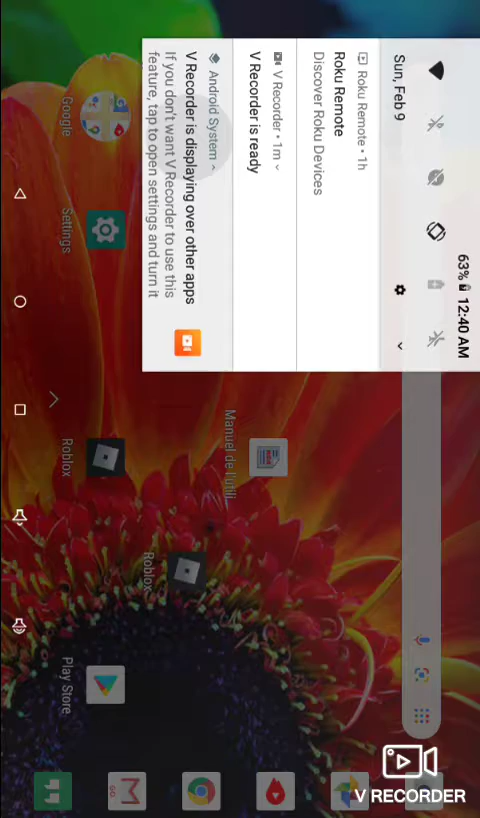 63% 12:40 AM
Sun, Feb 9
Roku Remote • 1h
Roku Remote
Discover Roku Devices
V Recorder • 1m
V Recorder is ready
Android System
V Recorder is displaying over other apps
If you don't want V Recorder to use this
feature, tap to open settings and turn it
Manuel de l'utili...
Google
Settings
Roblox
Roblox
Play Store
GO
V RECORDER